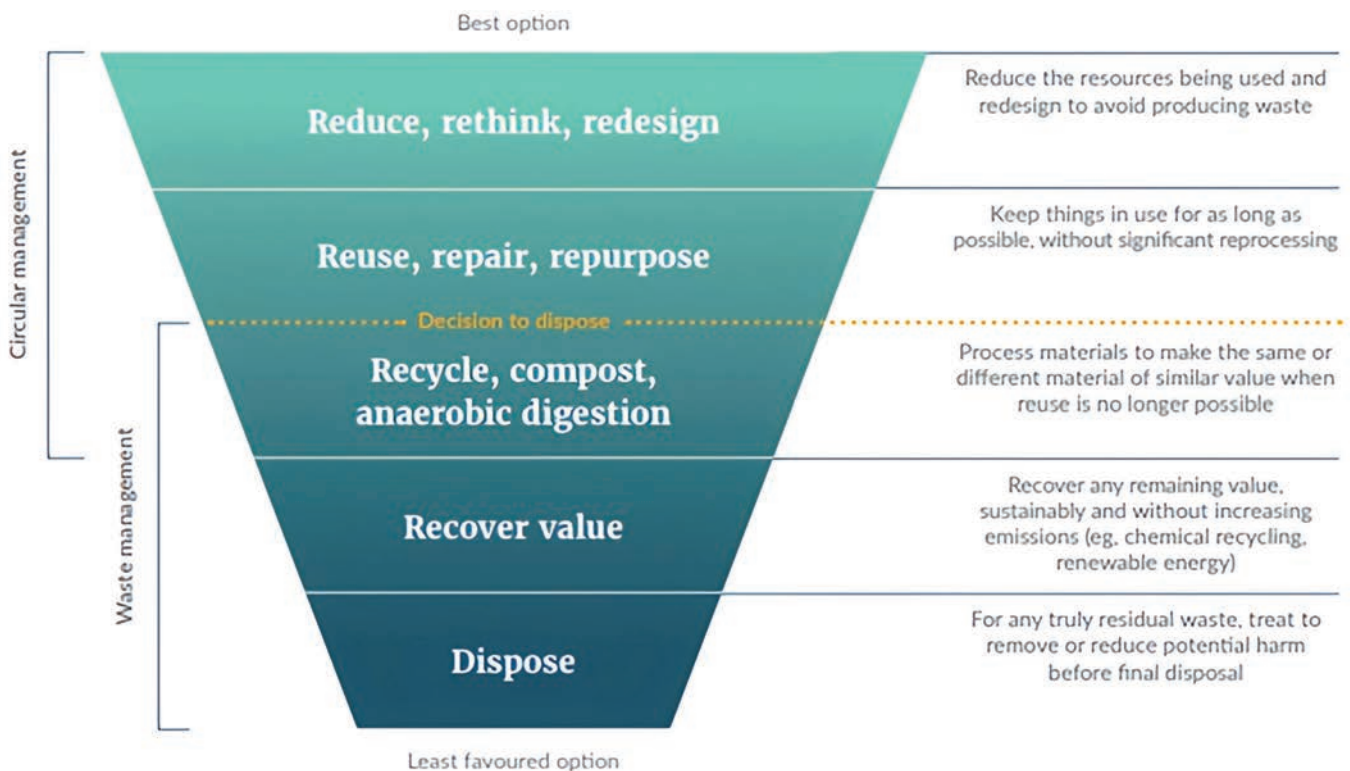 Best option
Reduce, rethink, redesign
Reduce the resources being used and
redesign to avoid producing waste
Reuse, repair, repurpose
Keep things in use for as long as
possible, without significant reprocessing
Circular management
Decision to dispose
Recycle, compost,
anaerobic digestion
Process materials to make the same or
different material of similar value when
reuse is no longer possible
Waste management
Recover value
Recover any remaining value,
sustainably and without increasing
emissions (eg, chemical recycling,
renewable energy)
Dispose
For any truly residual waste, treat to
remove or reduce potential harm
before final disposal
Least favoured option